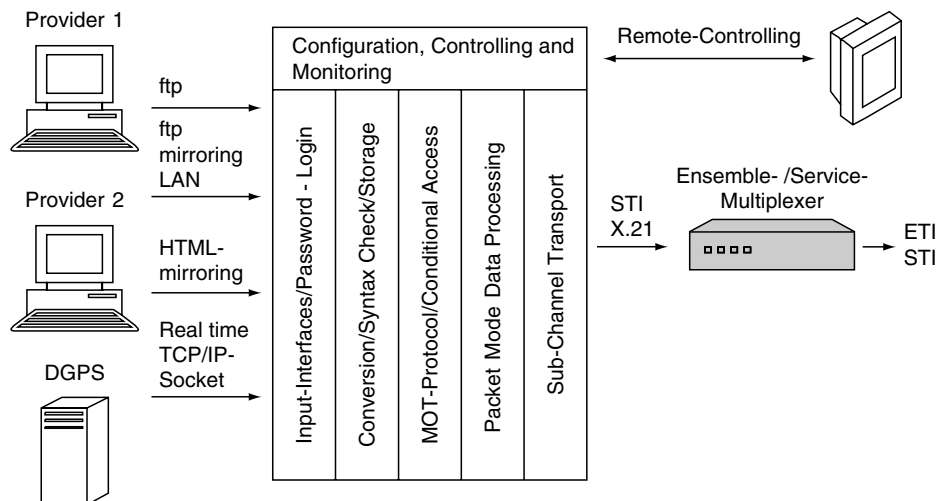 Provider 1
ftp
ftp
mirroring
LAN
Provider 2
HTML-
mirroring
Real time
TCP/IP-
Socket
DGPS
Configuration, Controlling and
Monitoring
Input-Interfaces/Password - Login
Conversion/Syntax Check/Storage
MOT-Protocol/Conditional Access
Packet Mode Data Processing
Sub-Channel Transport
Remote-Controlling
STI
X.21
Ensemble- /Service-
Multiplexer
ETI
STI